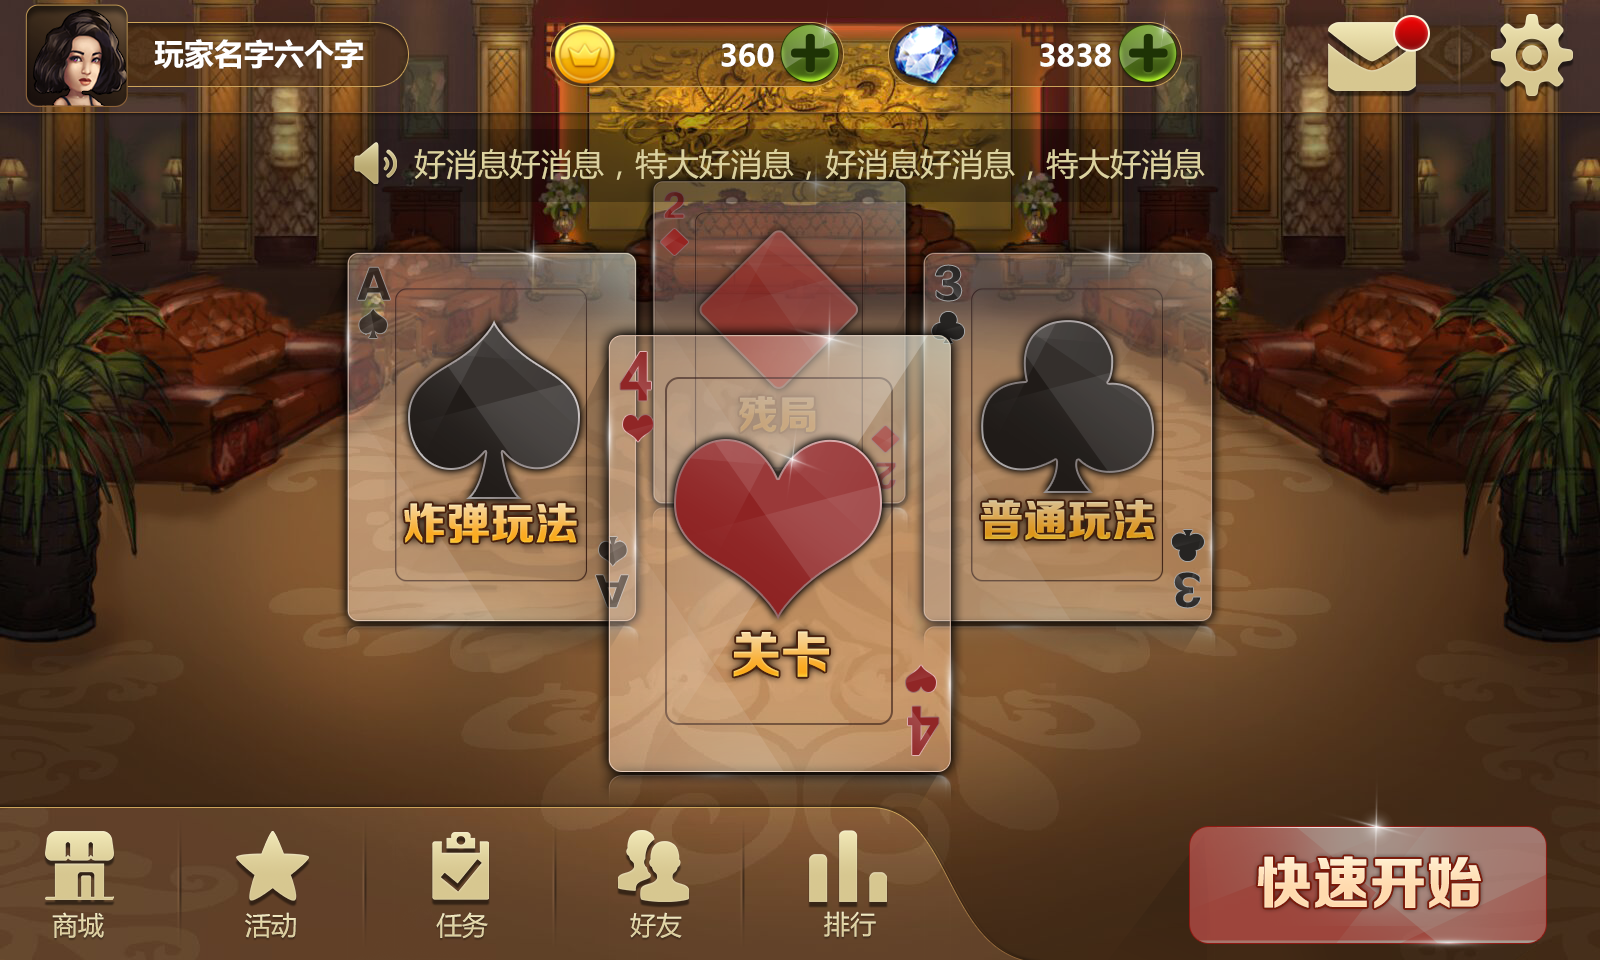 玩家名字六个字
360
3838
好消息好消息，特大好消息，好消息好消息，特大好消息
2
残局
2
A
炸弹玩法
A
3
普通玩法
3
4
关卡
4
商城
活动
任务
好友
排行
快速开始